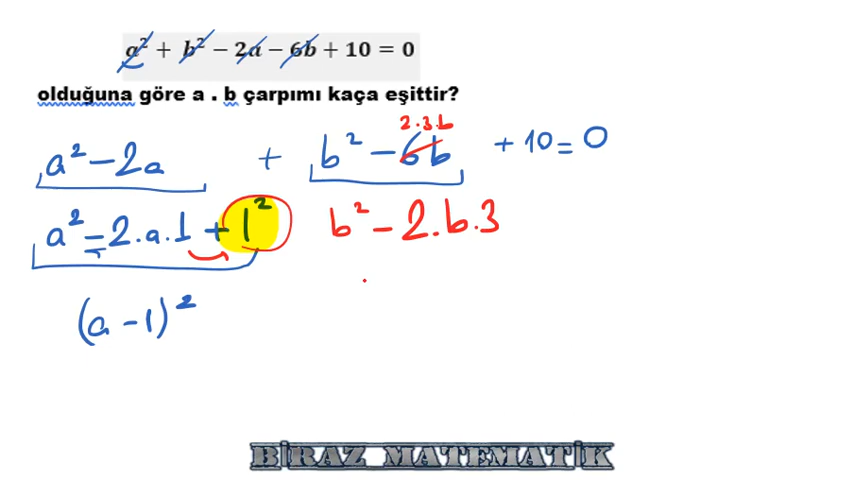 a² + b² − 2a − 6b + 10 = 0
olduğuna göre a . b çarpımı kaça eşittir?
2.3.b
a² − 2a + b² − 6b + 10 = 0
a² − 2.a.1 + 1² b² − 2.b.3
(a − 1)²
BİRAZ MATEMATİK